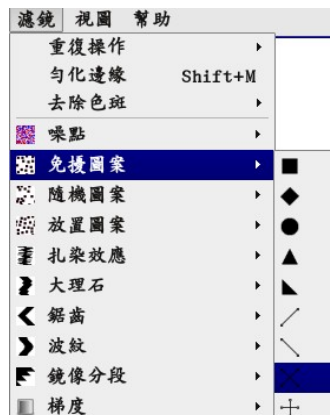 濾鏡 視圖 幫助
重復操作
勻化邊緣 Shift+M
去除色斑
噪點
免擾圖案
隨機圖案
放置圖案
扎染效應
大理石
鋸齒
波紋
鏡像分段
梯度